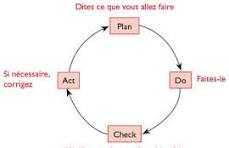 Dites ce que vous allez faire
Plan
Si nécessaire,
corrigez
Act
Do
Faites-le
Check